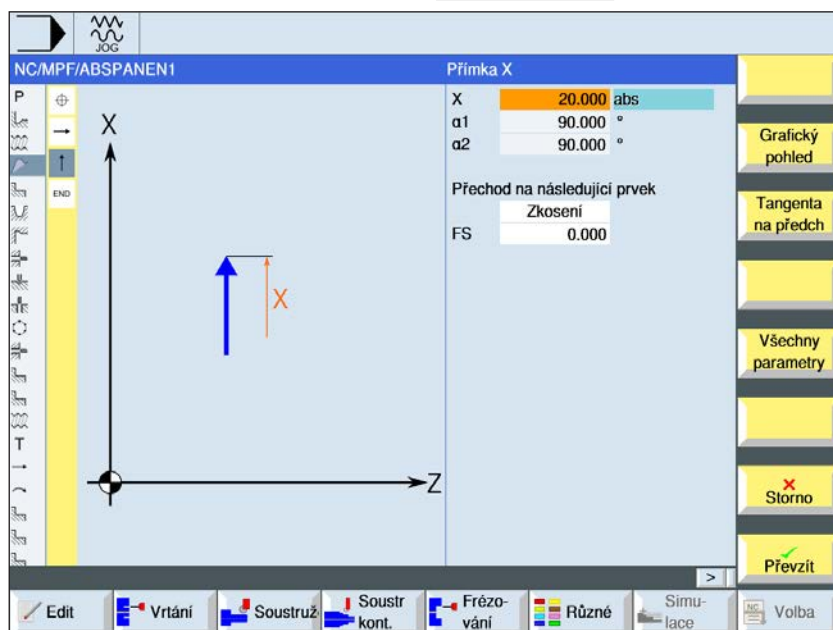 JOG
NC/MPF/ABSPANEN1
Přímka X
P
END
T
X
X
Z
X 20.000 abs
α1 90.000 °
α2 90.000 °
Přechod na následující prvek
Zkosení
FS 0.000
Grafický
pohled
Tangenta
na předch
Všechny
parametry
Storno
Převzít
>
Edit
Vrtání
Soustruž
Soustr
kont.
Frézo-
vání
Různé
Simu-
lace
NC
Volba